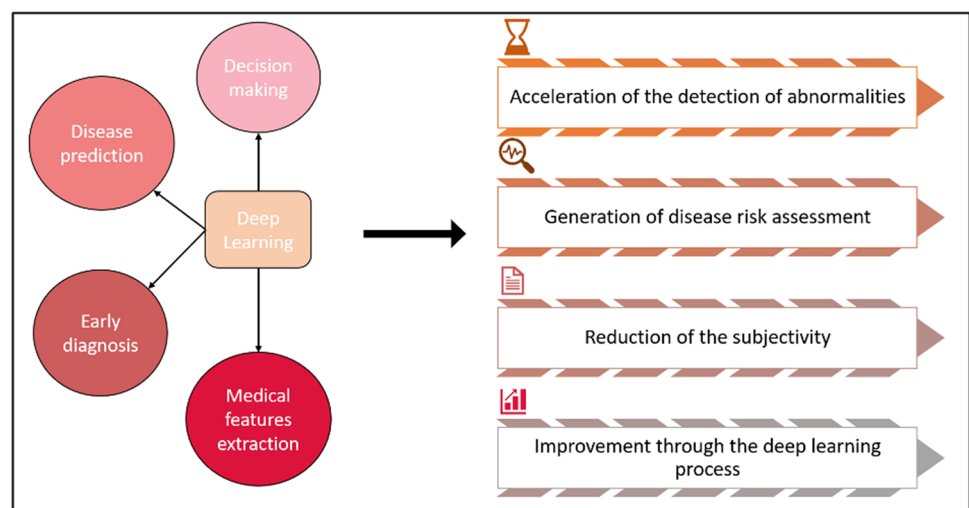 Decision
making
Disease
prediction
Deep
Learning
Early
diagnosis
Medical
features
extraction
Acceleration of the detection of abnormalities
Generation of disease risk assessment
Reduction of the subjectivity
Improvement through the deep learning
process